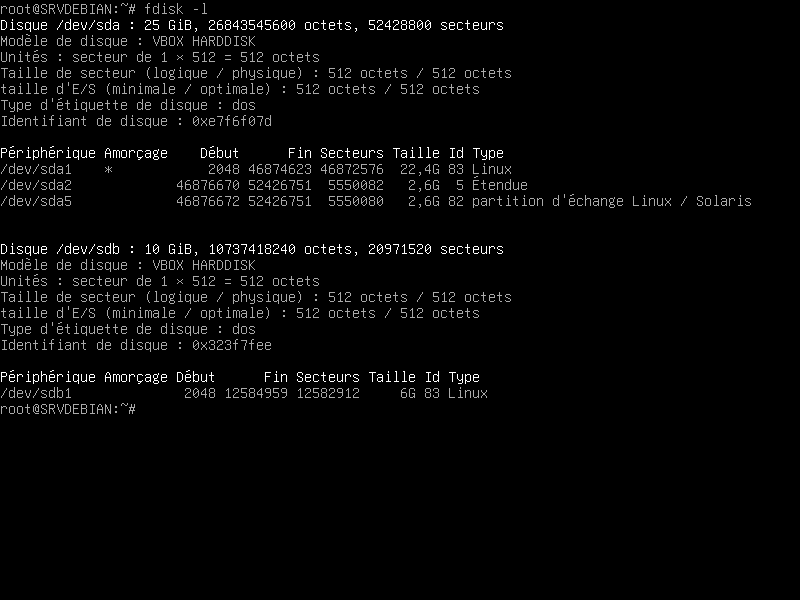 root@SRVDEBIAN:~# fdisk -l
Disque /dev/sda : 25 GiB, 26843545600 octets, 52428800 secteurs
Modèle de disque : VBOX HARDDISK
Unités : secteur de 1 × 512 = 512 octets
Taille de secteur (logique / physique) : 512 octets / 512 octets
taille d'E/S (minimale / optimale) : 512 octets / 512 octets
Type d'étiquette de disque : dos
Identifiant de disque : 0xe7f6f07d
Périphérique Amorçage    Début      Fin Secteurs Taille Id Type
/dev/sda1    *            2048 46874623 46872576  22,4G 83 Linux
/dev/sda2             46876670 52426751  5550082   2,6G  5 Étendue
/dev/sda5             46876672 52426751  5550080   2,6G 82 partition d'échange Linux / Solaris
Disque /dev/sdb : 10 GiB, 10737418240 octets, 20971520 secteurs
Modèle de disque : VBOX HARDDISK
Unités : secteur de 1 × 512 = 512 octets
Taille de secteur (logique / physique) : 512 octets / 512 octets
taille d'E/S (minimale / optimale) : 512 octets / 512 octets
Type d'étiquette de disque : dos
Identifiant de disque : 0x323f7fee
Périphérique Amorçage Début      Fin Secteurs Taille Id Type
/dev/sdb1              2048 12584959 12582912     6G 83 Linux
root@SRVDEBIAN:~#